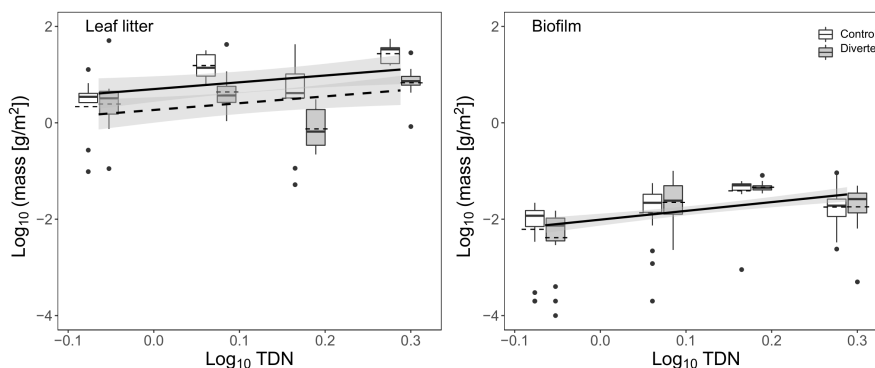 Leaf litter
2
0
−2
−4
Log10 (mass [g/m²])
−0.1 0.0 0.1 0.2 0.3
Log10 TDN
Biofilm
Contro
Diverte
2
0
−2
−4
Log10 (mass [g/m²])
−0.1 0.0 0.1 0.2 0.3
Log10 TDN